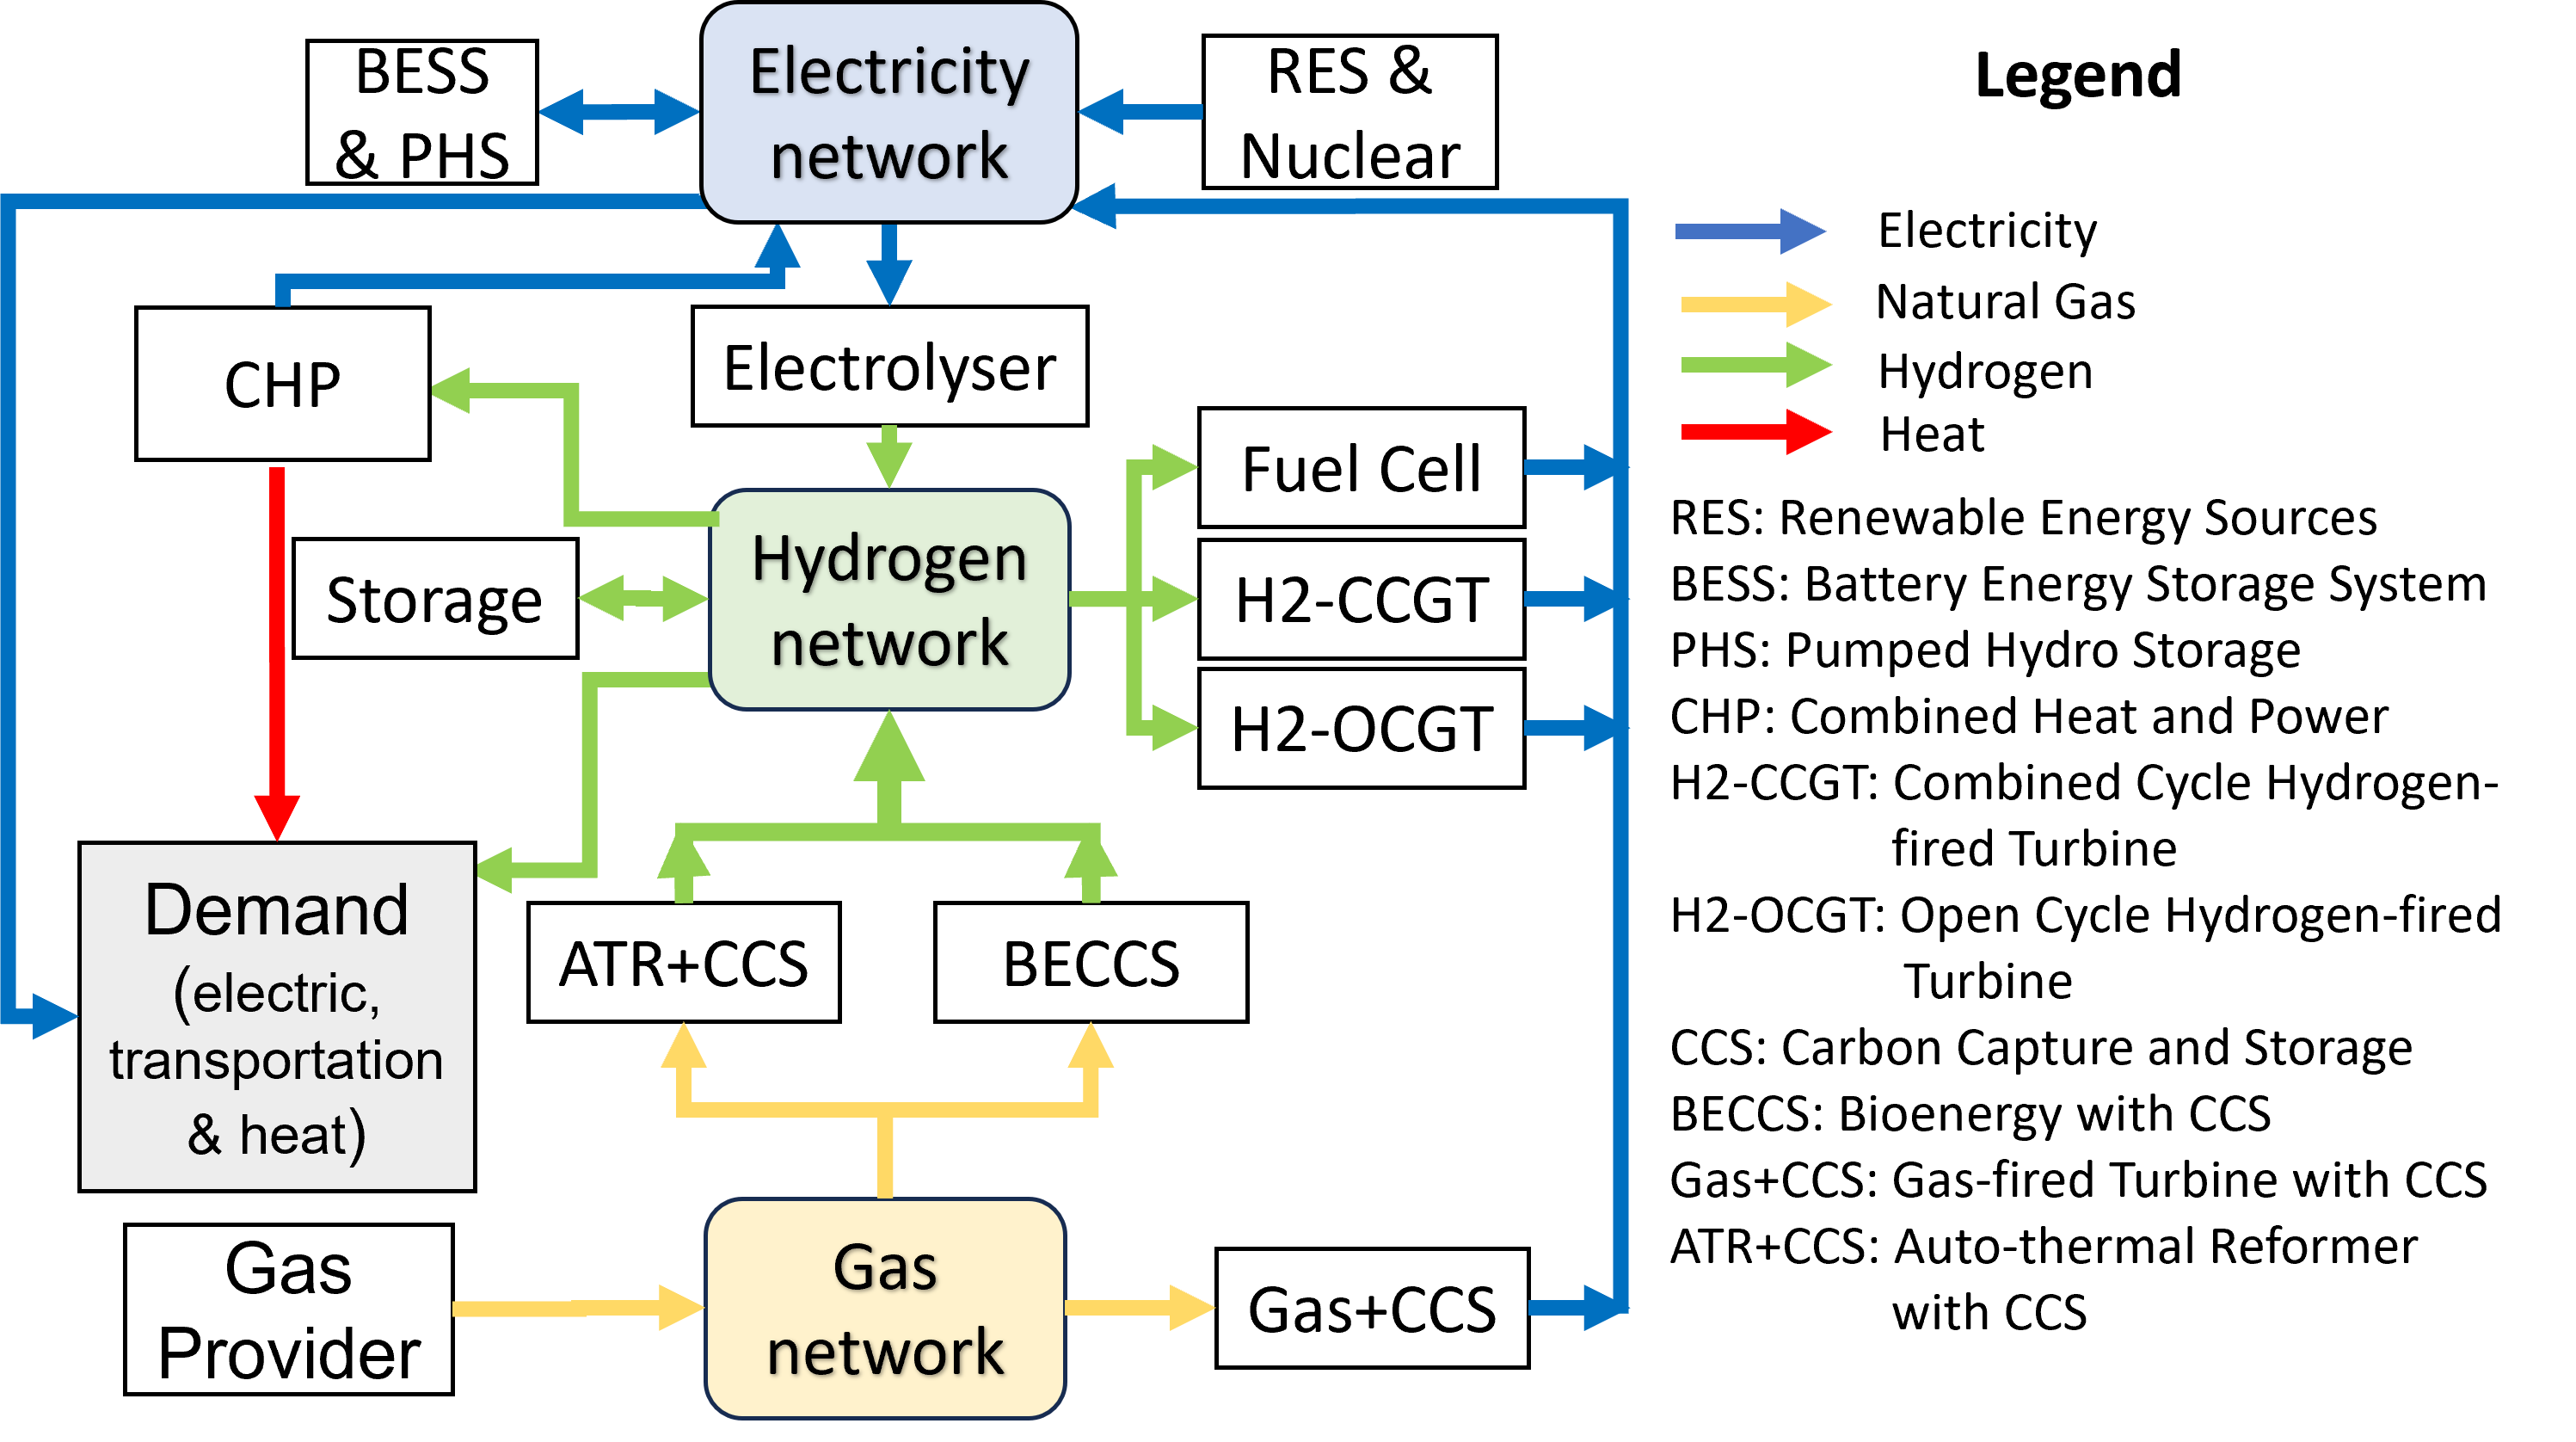 BESS
& PHS
Electricity
network
RES &
Nuclear
CHP
Electrolyser
Storage
Hydrogen
network
Fuel Cell
H2-CCGT
H2-OCGT
Demand
(electric,
transportation
& heat)
ATR+CCS
BECCS
Gas
Provider
Gas
network
Gas+CCS
Legend
Electricity
Natural Gas
Hydrogen
Heat
RES: Renewable Energy Sources
BESS: Battery Energy Storage System
PHS: Pumped Hydro Storage
CHP: Combined Heat and Power
H2-CCGT: Combined Cycle Hydrogen-
fired Turbine
H2-OCGT: Open Cycle Hydrogen-fired
Turbine
CCS: Carbon Capture and Storage
BECCS: Bioenergy with CCS
Gas+CCS: Gas-fired Turbine with CCS
ATR+CCS: Auto-thermal Reformer
with CCS